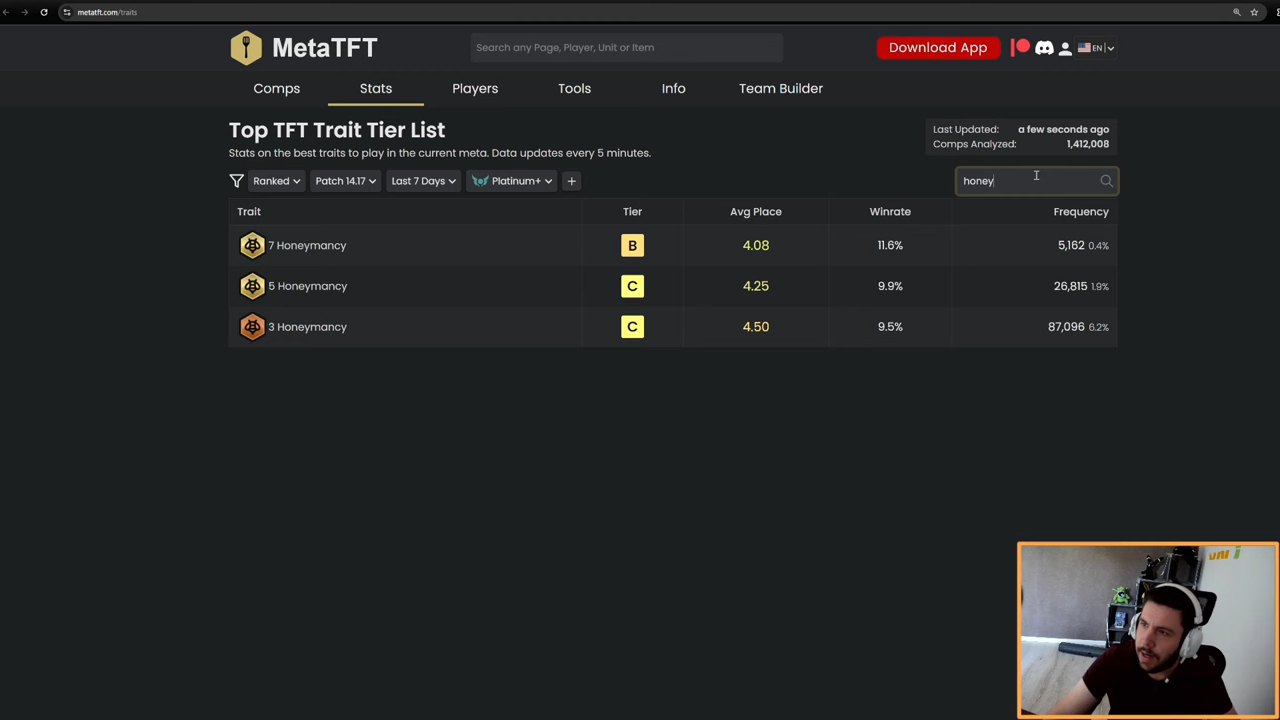 metatft.com/traits
MetaTFT
Search any Page, Player, Unit or Item
Download App
EN
Comps Stats Players Tools Info Team Builder
Top TFT Trait Tier List
Stats on the best traits to play in the current meta. Data updates every 5 minutes.
Last Updated: a few seconds ago
Comps Analyzed: 1,412,008
Ranked Patch 14.17 Last 7 Days Platinum+ +
honey
Trait Tier Avg Place Winrate Frequency
7 Honeymancy B 4.08 11.6% 5,162 0.4%
5 Honeymancy C 4.25 9.9% 26,815 1.9%
3 Honeymancy C 4.50 9.5% 87,096 6.2%